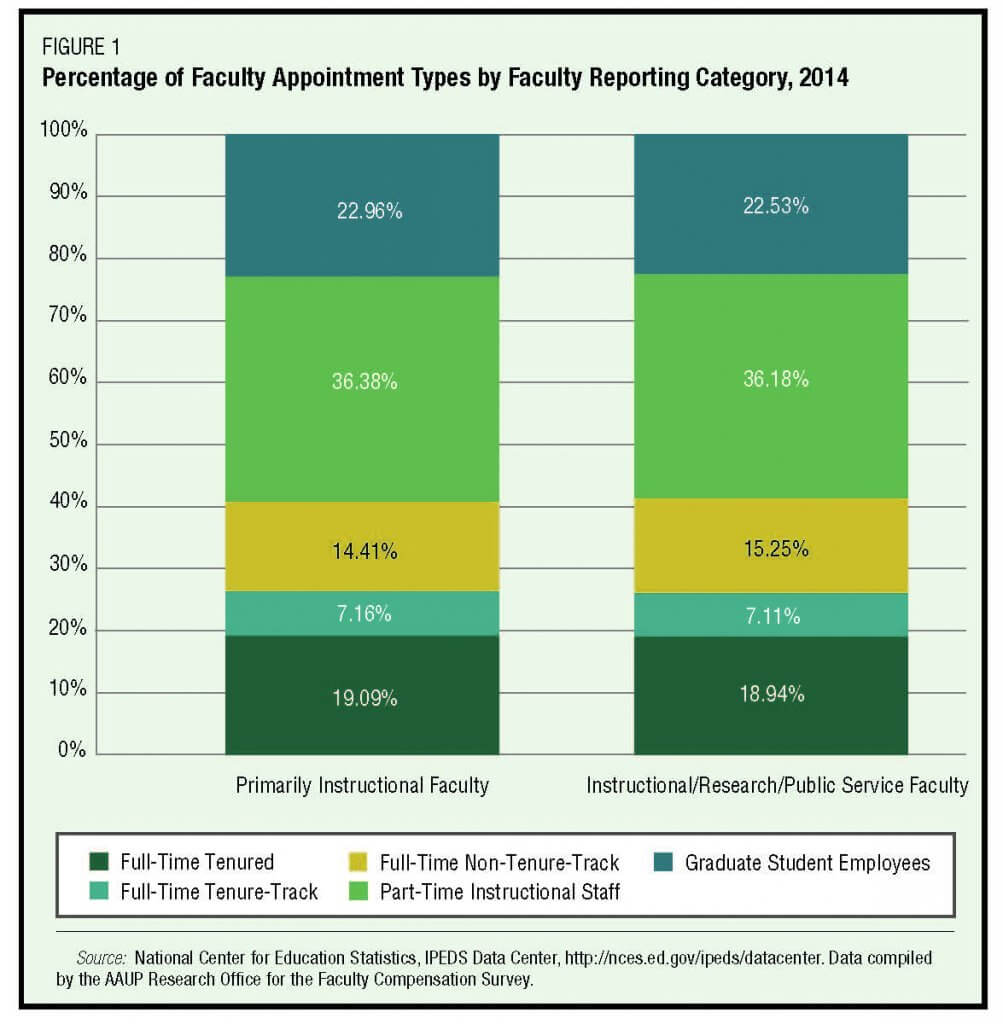 FIGURE 1
Percentage of Faculty Appointment Types by Faculty Reporting Category, 2014
100%
90%
80%
70%
60%
50%
40%
30%
20%
10%
0%
22.96%
36.38%
14.41%
7.16%
19.09%
22.53%
36.18%
15.25%
7.11%
18.94%
Primarily Instructional Faculty
Instructional/Research/Public Service Faculty
Full-Time Tenured
Full-Time Non-Tenure-Track
Graduate Student Employees
Full-Time Tenure-Track
Part-Time Instructional Staff
Source: National Center for Education Statistics, IPEDS Data Center, http://nces.ed.gov/ipeds/datacenter. Data compiled
by the AAUP Research Office for the Faculty Compensation Survey.